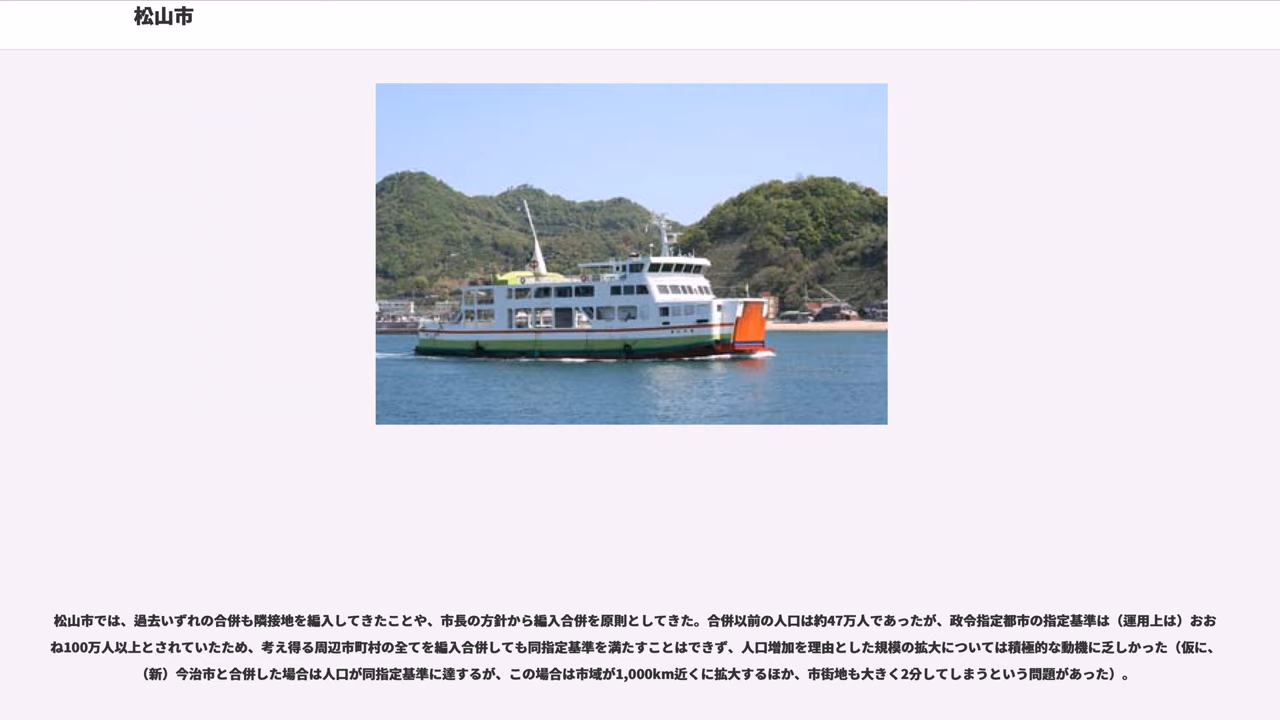 松山市
松山市では、過去いずれの合併も隣接地を編入してきたことや、市長の方針から編入合併を原則としてきた。合併以前の人口は約47万人であったが、政令指定都市の指定基準は（運用上は）おお
ね100万人以上とされていたため、考え得る周辺市町村の全てを編入合併しても同指定基準を満たすことはできず、人口増加を理由とした規模の拡大については積極的な動機に乏しかった（仮に、
（新）今治市と合併した場合は人口が同指定基準に達するが、この場合は市域が1,000km近くに拡大するほか、市街地も大きく2分してしまうという問題があった）。